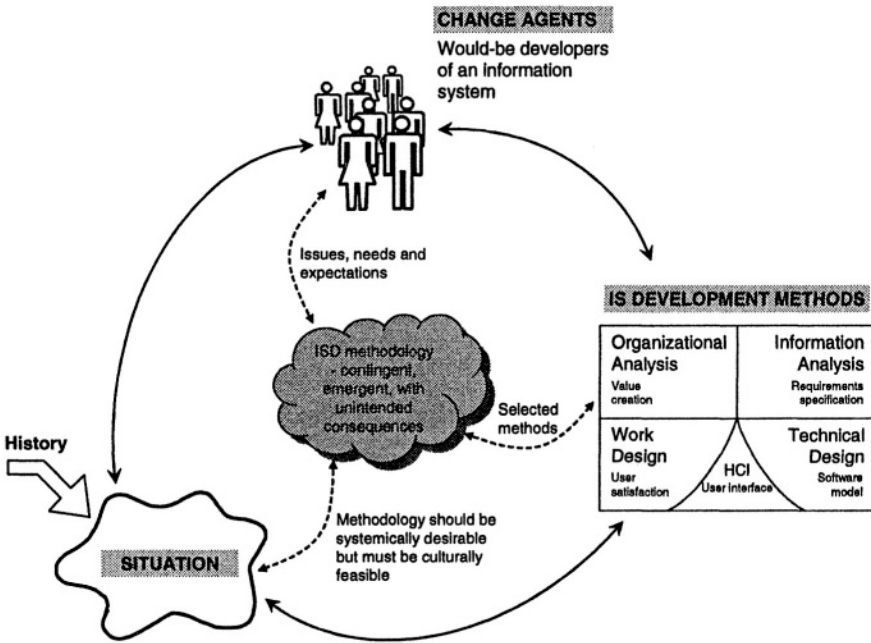 CHANGE AGENTS
Would-be developers
of an information
system
Issues, needs and
expectations
IS DEVELOPMENT METHODS
Organizational
Analysis
Value
creation
Information
Analysis
Requirements
specification
ISD methodology
- contingent,
emergent, with
unintended
consequences
Selected
methods
Work
Design
User
satisfaction
HCI
User interface
Technical
Design
Software
model
History
Methodology should be
systemically desirable
but must be culturally
feasible
SITUATION